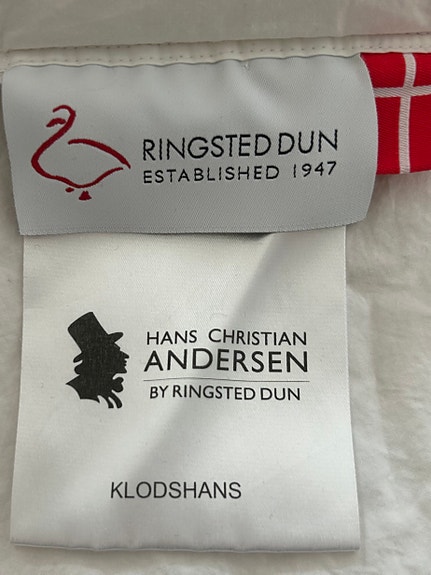 RINGSTED DUN
ESTABLISHED 1947
HANS CHRISTIAN
ANDERSEN
BY RINGSTED DUN
KLODSHANS